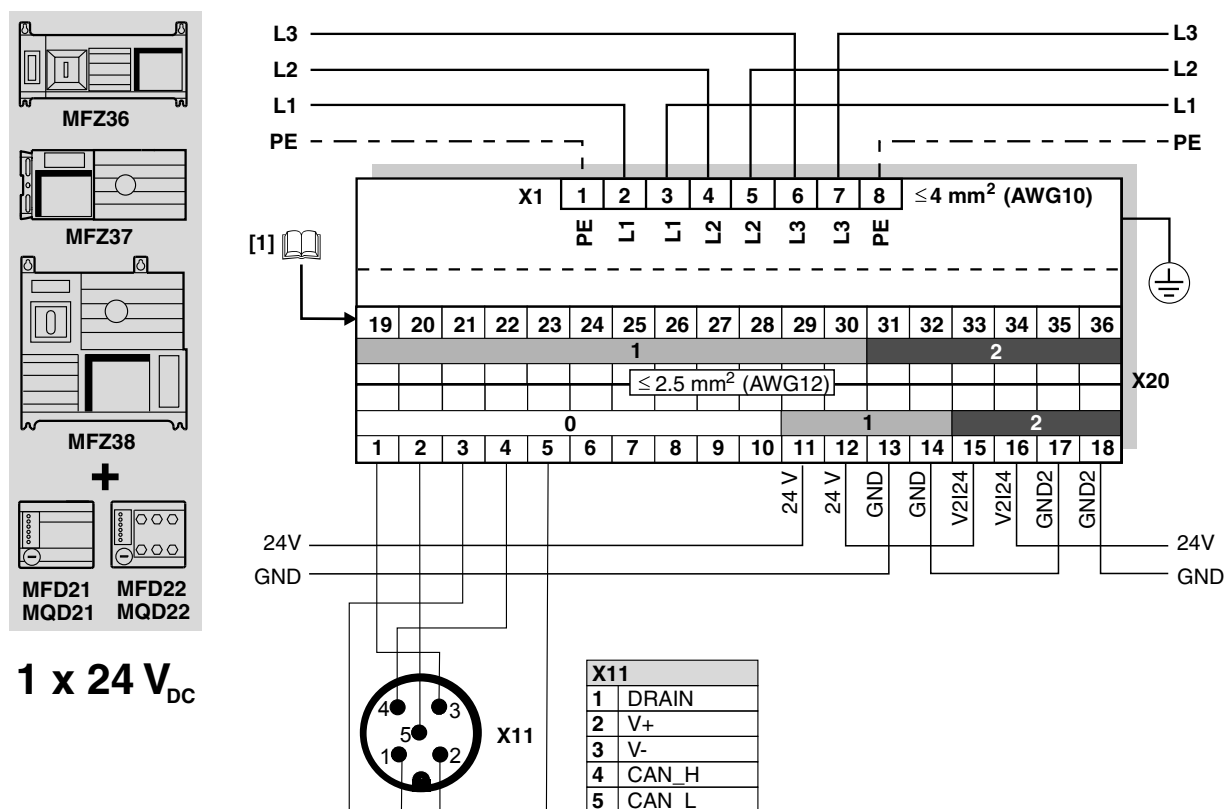 MFZ36
MFZ37
MFZ38
+
MFD21 MFD22
MQD21 MQD22
1 x 24 V_DC
L3 L3
L2 L2
L1 L1
PE PE
X1 1 2 3 4 5 6 7 8 ≤4 mm² (AWG10)
PE L1 L1 L2 L2 L3 L3 PE
[1]
19 20 21 22 23 24 25 26 27 28 29 30 31 32 33 34 35 36
1 2
≤ 2.5 mm² (AWG12)
X20
0 1 2
1 2 3 4 5 6 7 8 9 10 11 12 13 14 15 16 17 18
24 V 24 V GND GND V2I24 V2I24 GND2 GND2
24V 24V
GND GND
4 3
5
1 2
X11
X11
1 DRAIN
2 V+
3 V-
4 CAN_H
5 CAN_L